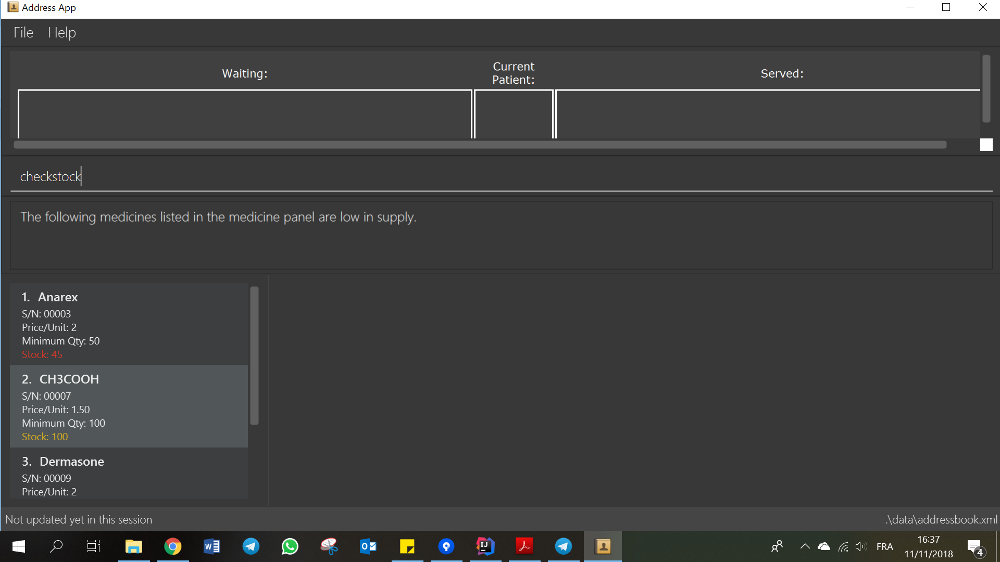 Address App
File Help
Waiting:
Current
Patient:
Served:
checkstock
The following medicines listed in the medicine panel are low in supply.
1. Anarex
S/N: 00003
Price/Unit: 2
Minimum Qty: 50
Stock: 45
2. CH3COOH
S/N: 00007
Price/Unit: 1.50
Minimum Qty: 100
Stock: 100
3. Dermasone
S/N: 00009
Price/Unit: 2
Not updated yet in this session
.\data\addressbook.xml
FRA
16:37
11/11/2018
4